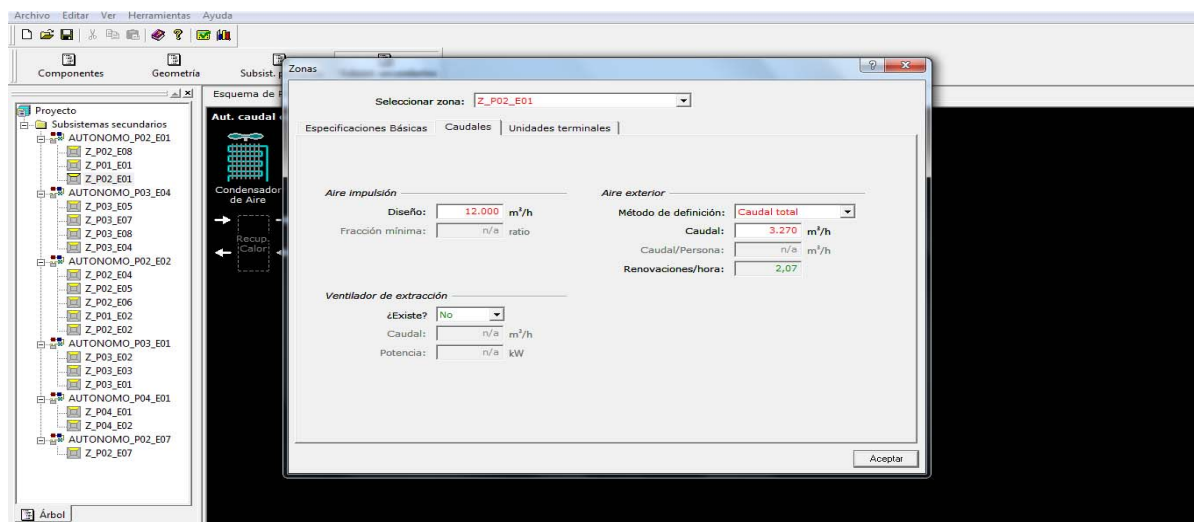 Archivo Editar Ver Herramientas Ayuda
Componentes Geometría Subsist.
Proyecto
Subsistemas secundarios
AUTONOMO_P02_E01
Z_P02_E08
Z_P01_E01
Z_P02_E01
AUTONOMO_P03_E04
Z_P03_E05
Z_P03_E07
Z_P03_E08
Z_P03_E04
AUTONOMO_P02_E02
Z_P02_E04
Z_P02_E05
Z_P02_E06
Z_P01_E02
Z_P02_E02
AUTONOMO_P03_E01
Z_P03_E02
Z_P03_E03
Z_P03_E01
AUTONOMO_P04_E01
Z_P04_E01
Z_P04_E02
AUTONOMO_P02_E07
Z_P02_E07
Árbol
Esquema de
Aut. caudal
Condensador
de Aire
Recup.
Calor
Zonas
Seleccionar zona: Z_P02_E01
Especificaciones Básicas Caudales Unidades terminales
Aire impulsión
Diseño: 12.000 m³/h
Fracción mínima: n/a ratio
Aire exterior
Método de definición: Caudal total
Caudal: 3.270 m³/h
Caudal/Persona: n/a m³/h
Renovaciones/hora: 2,07
Ventilador de extracción
¿Existe? No
Caudal: n/a m³/h
Potencia: n/a kW
Aceptar